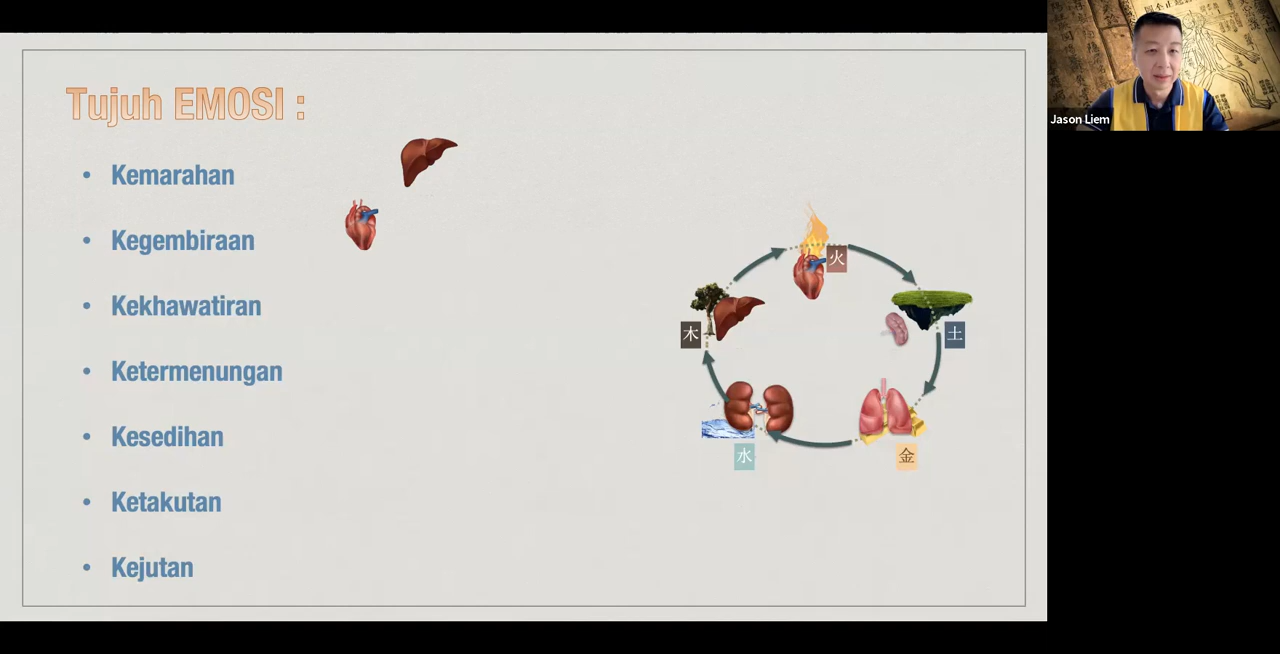 Tujuh EMOSI :
• Kemarahan
• Kegembiraan
• Kekhawatiran
• Ketermenungan
• Kesedihan
• Ketakutan
• Kejutan
火
木
土
水
金
Jason Liem